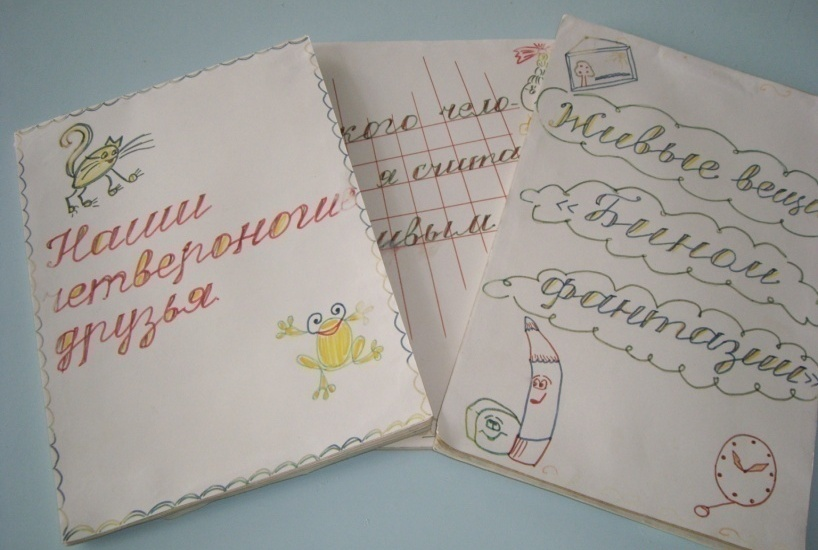 Наши
четвероногие
друзья
кого чело-
я счита
ивым
Живые вещи
«Бином
фантазии»